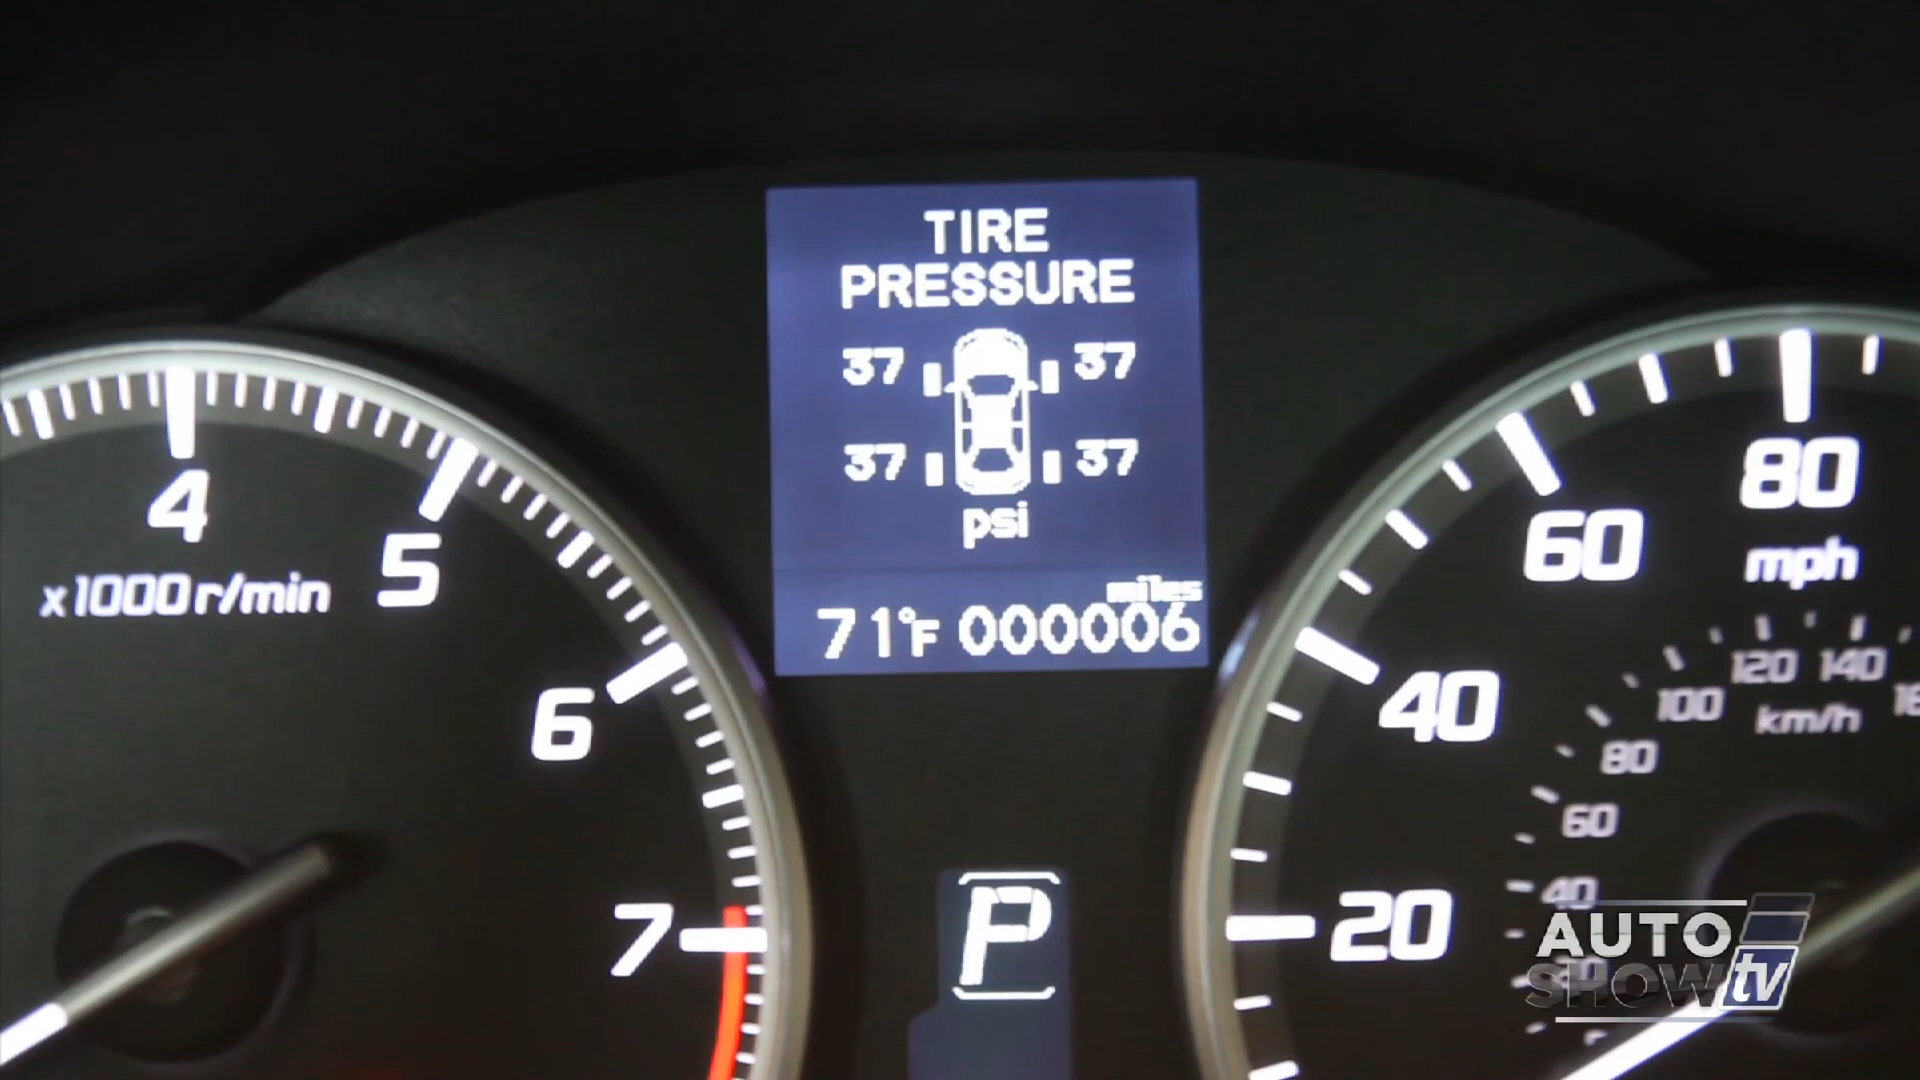 TIRE
PRESSURE
37 37
37 37
psi
miles
71°F 000006
4
5
x1000r/min
6
7
P
80
60
mph
40
20
120 140
100
km/h
80
60
40
20
AUTO
SHOW tv